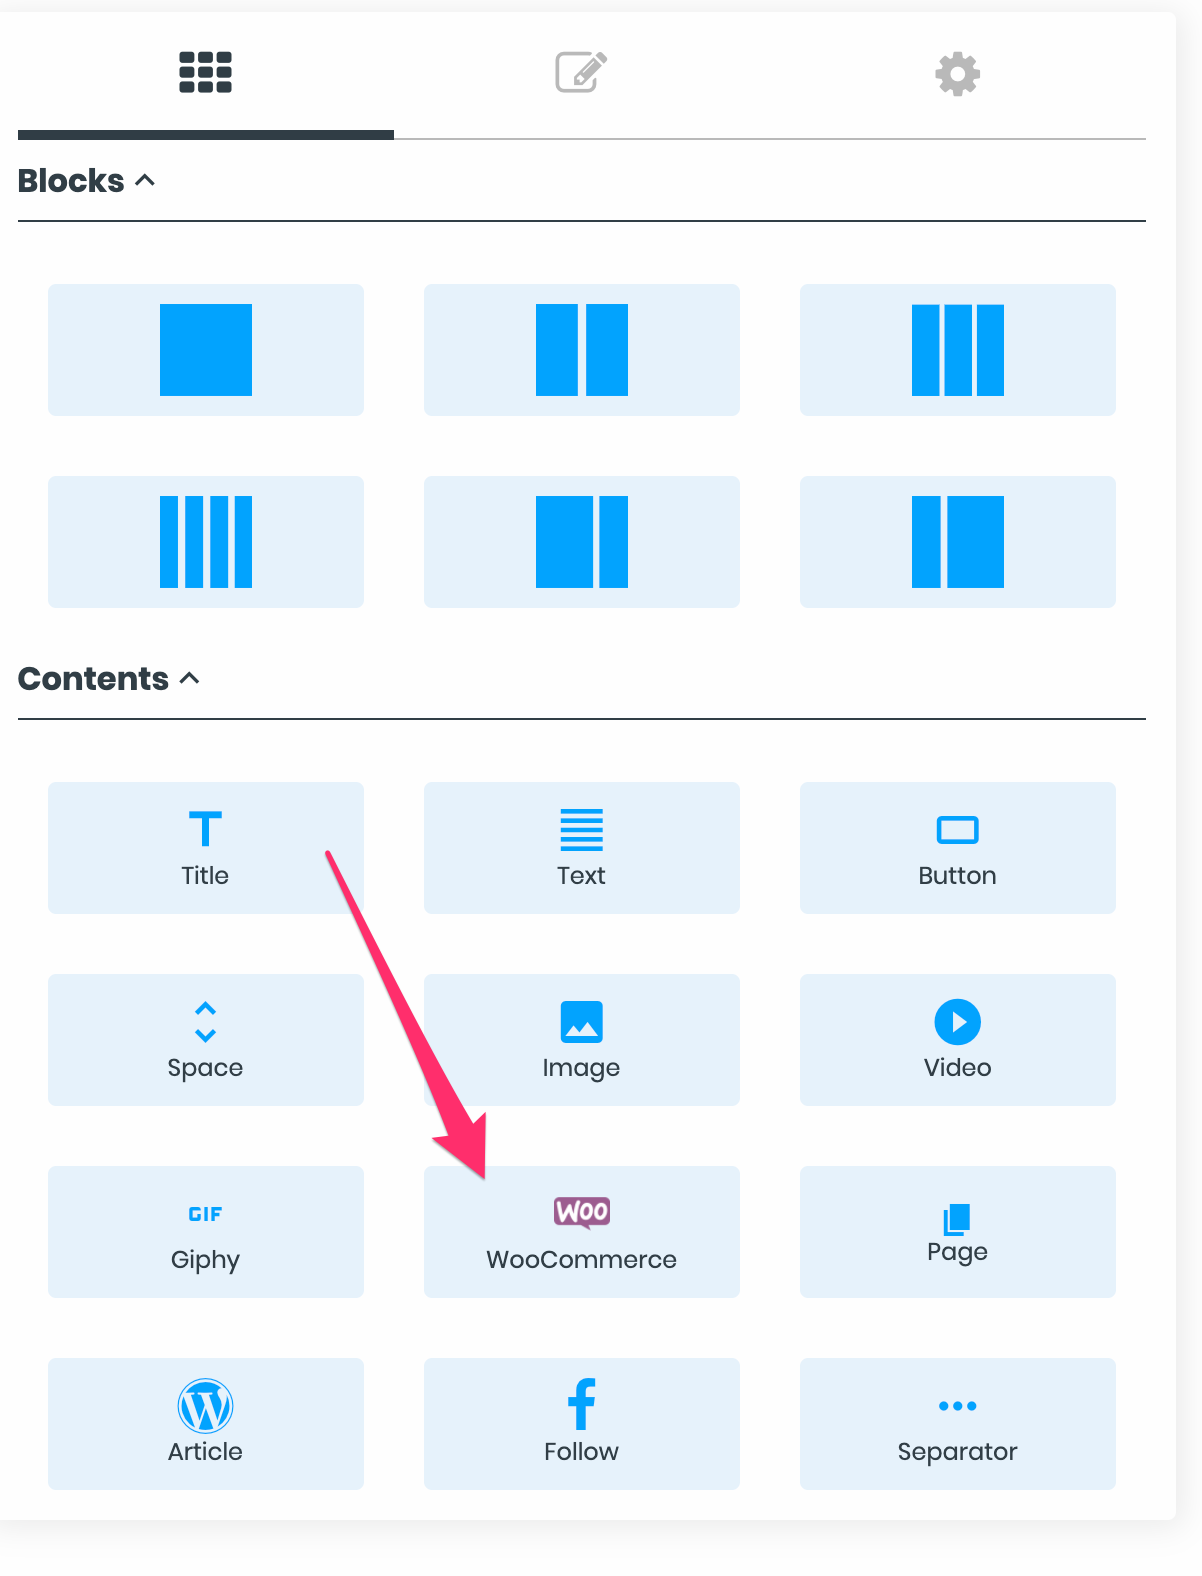 Blocks
Contents
Title
Text
Button
Space
Image
Video
GIF
Giphy
WOO
WooCommerce
Page
W
Article
f
Follow
Separator